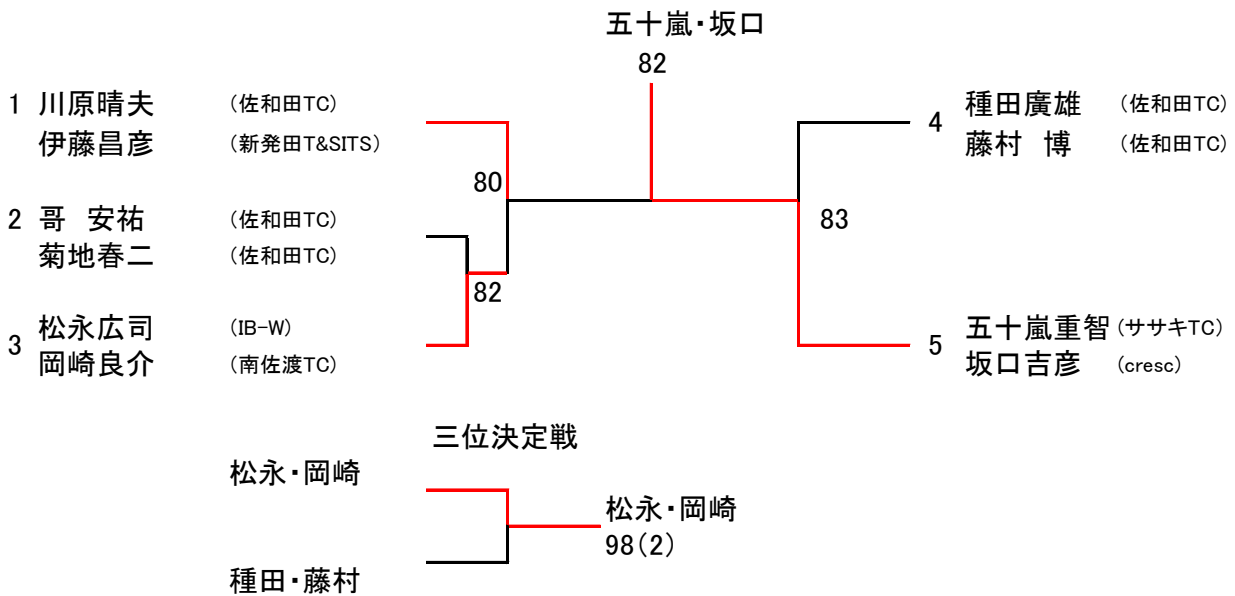 五十嵐・坂口
82
1 川原晴夫 (佐和田TC)
伊藤昌彦 (新発田T&SITS)
80
2 哥 安祐 (佐和田TC)
菊地春二 (佐和田TC)
82
3 松永広司 (IB-W)
岡崎良介 (南佐渡TC)
4 種田廣雄 (佐和田TC)
藤村 博 (佐和田TC)
83
5 五十嵐重智 (ササキTC)
坂口吉彦 (cresc)
三位決定戦
松永・岡崎
松永・岡崎
98(2)
種田・藤村